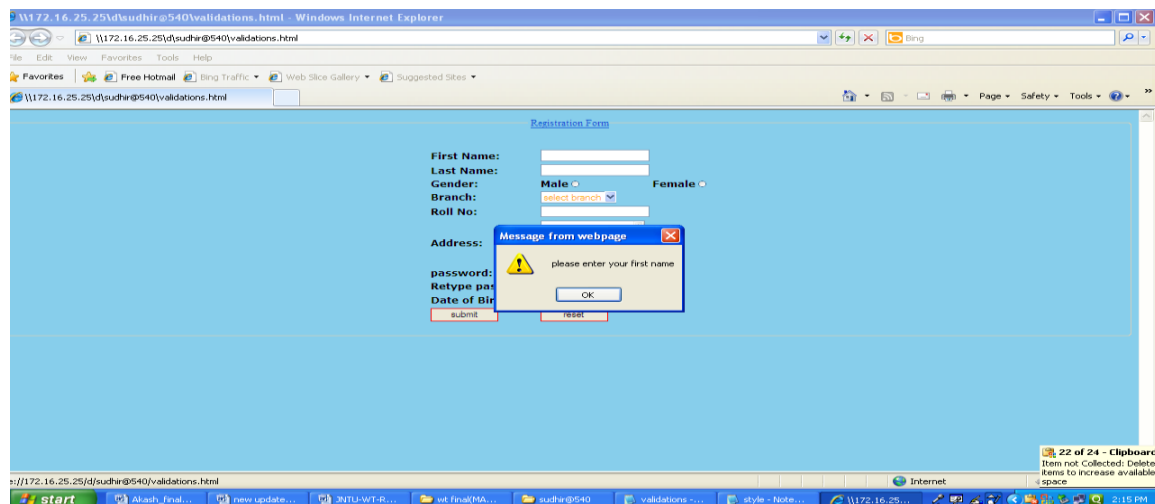 \\172.16.25.25\d\sudhir@540\validations.html - Windows Internet Explorer
\\172.16.25.25\d\sudhir@540\validations.html
Bing
File Edit View Favorites Tools Help
Favorites Free Hotmail Bing Traffic Web Slice Gallery Suggested Sites
\\172.16.25.25\d\sudhir@540\validations.html
Page Safety Tools
Registration Form
First Name:
Last Name:
Gender: Male Female
Branch: select branch
Roll No:
Message from webpage
Address:
please enter your first name
password:
Retype pas
OK
Date of Bir
submit reset
22 of 24 - Clipboard
Item not Collected: Delete
items to increase available
space
e://172.16.25.25/d/sudhir@540/validations.html
Internet
start Akash_final... new update... JNTU-WT-R... wt final(MA... sudhir@540 validations -... style - Note... \\172.16.25... 2:15 PM